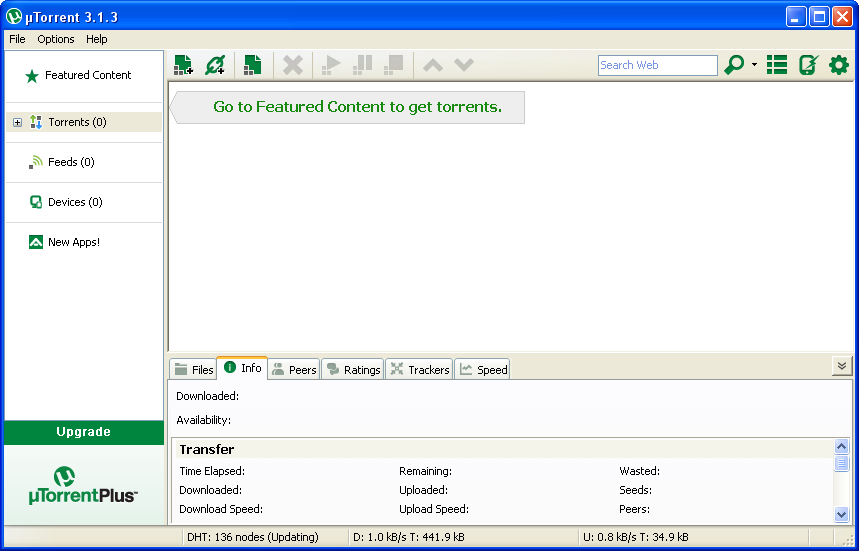 µTorrent 3.1.3
File Options Help
Featured Content
Search Web
Go to Featured Content to get torrents.
Torrents (0)
Feeds (0)
Devices (0)
New Apps!
Files Info Peers Ratings Trackers Speed
Downloaded:
Availability:
Transfer
Time Elapsed: Remaining: Wasted:
Downloaded: Uploaded: Seeds:
Download Speed: Upload Speed: Peers:
Upgrade
µTorrentPlus™
DHT: 136 nodes (Updating) D: 1.0 kB/s T: 441.9 kB U: 0.8 kB/s T: 34.9 kB